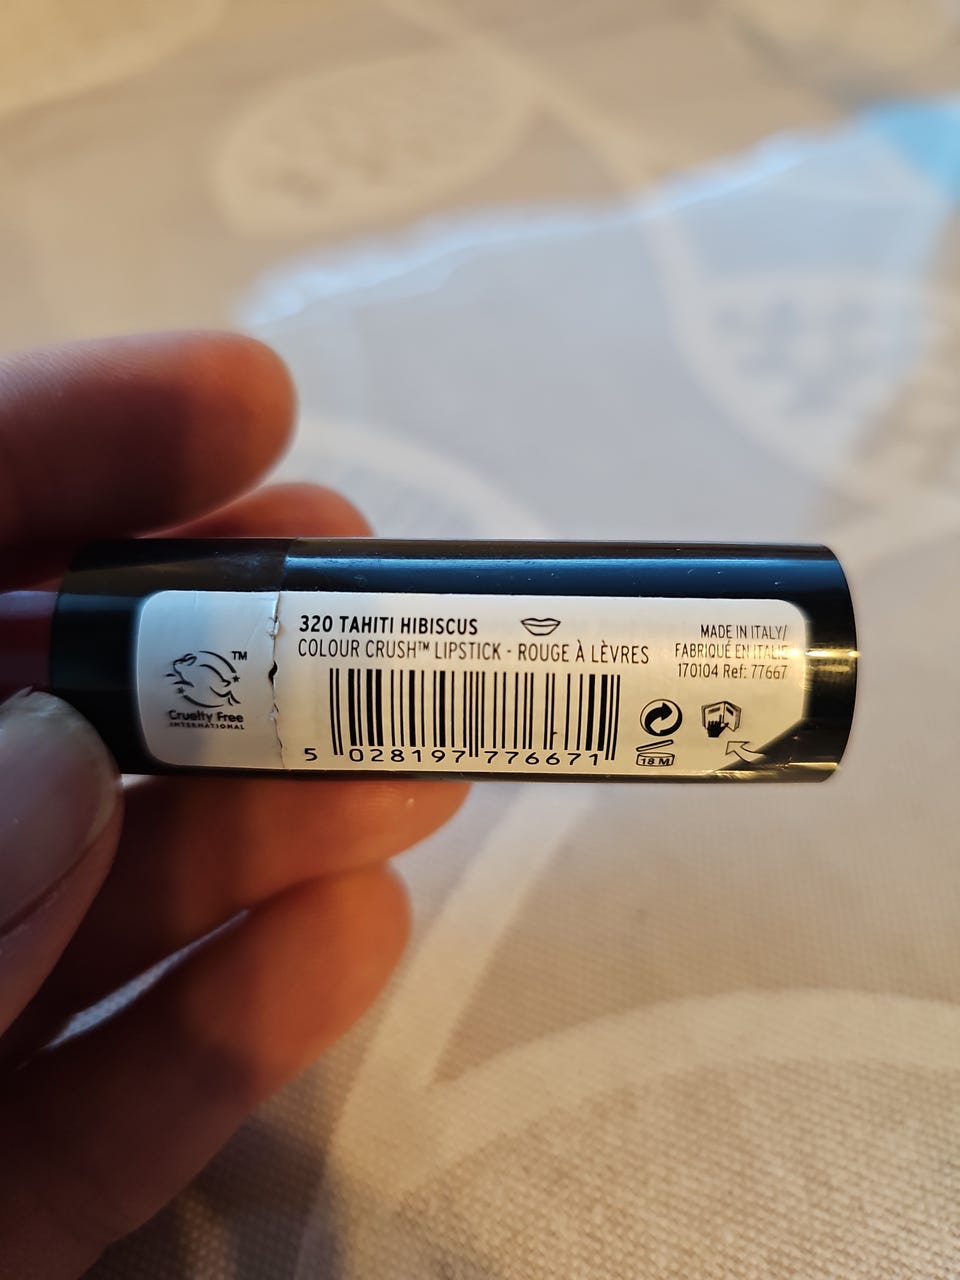 320 TAHITI HIBISCUS
COLOUR CRUSH™ LIPSTICK - ROUGE À LÈVRES
MADE IN ITALY/
FABRIQUÉ EN ITALIE
170104 Ref: 77667
TM
Cruelty Free
INTERNATIONAL
5 028197 776671
18 M